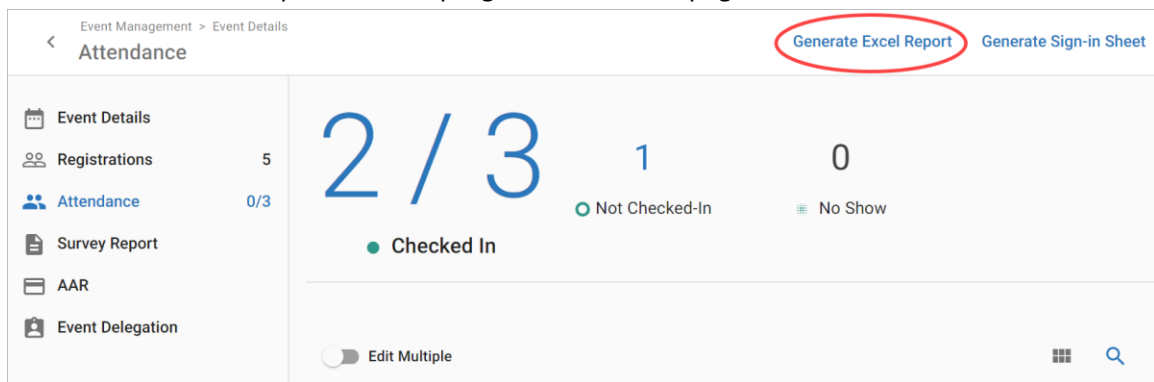 Event Management > Event Details
Attendance
Generate Excel Report
Generate Sign-in Sheet
Event Details
Registrations 5
Attendance 0/3
Survey Report
AAR
Event Delegation
2 / 3
Checked In
1
Not Checked-In
0
No Show
Edit Multiple